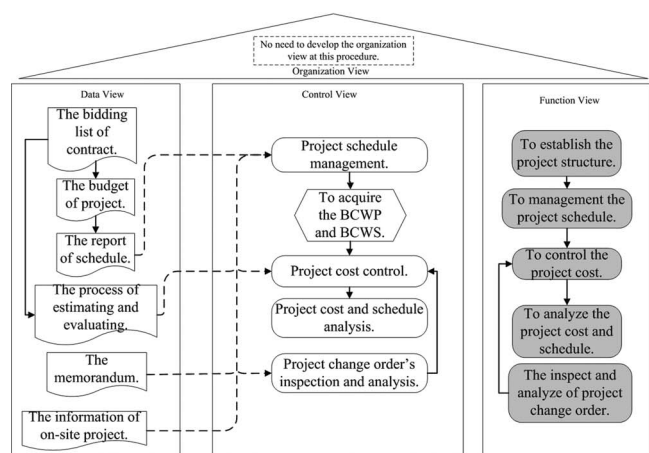 No need to develop the organization
view at this procedure.
Organization View
Data View
The bidding
list of
contract.
The budget
of project.
The report
of schedule.
The process of
estimating and
evaluating.
The
memorandum.
The information of
on-site project.
Control View
Project schedule
management.
To acquire
the BCWP
and BCWS.
Project cost control.
Project cost and schedule
analysis.
Project change order's
inspection and analysis.
Function View
To establish the
project structure.
To management the
project schedule.
To control the
project cost.
To analyze the
project cost and
schedule.
The inspect and
analyze of project
change order.